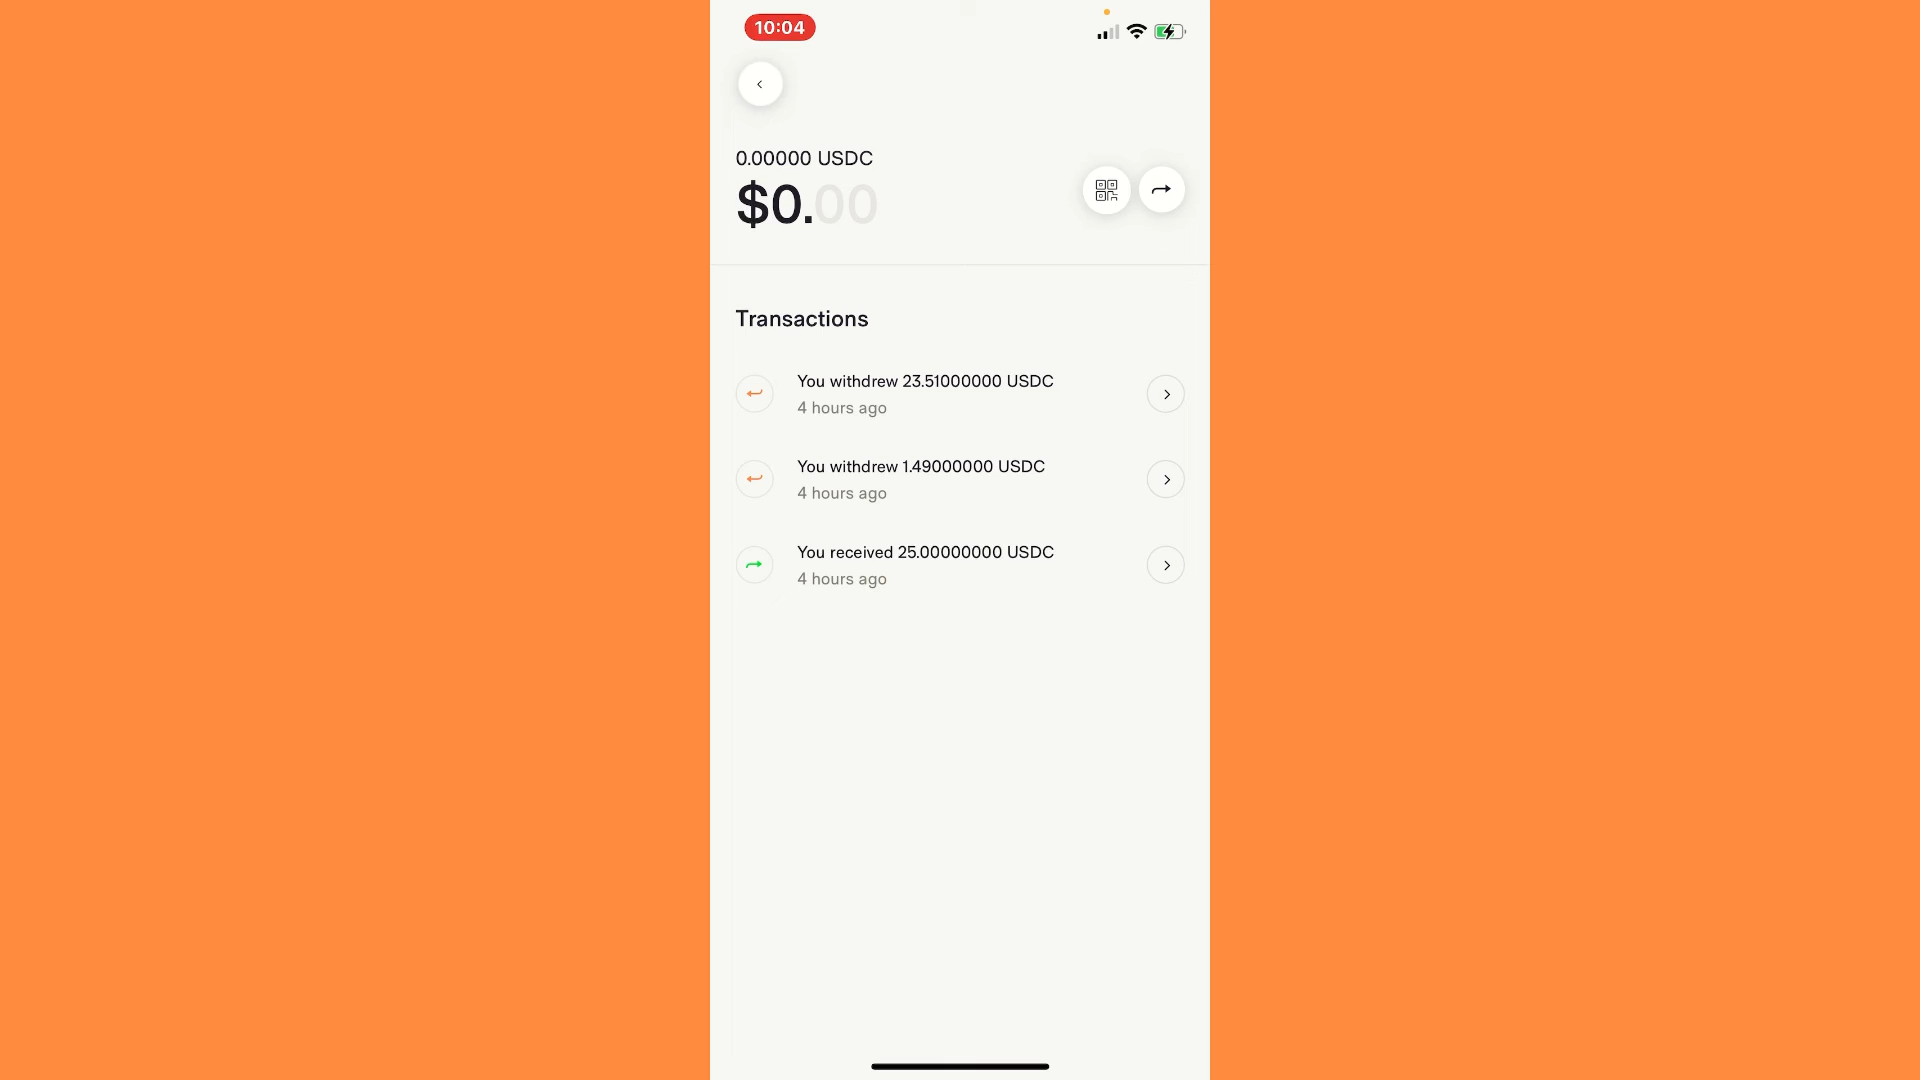 10:04
0.00000 USDC
$0.00
Transactions
You withdrew 23.51000000 USDC
4 hours ago
You withdrew 1.49000000 USDC
4 hours ago
You received 25.00000000 USDC
4 hours ago